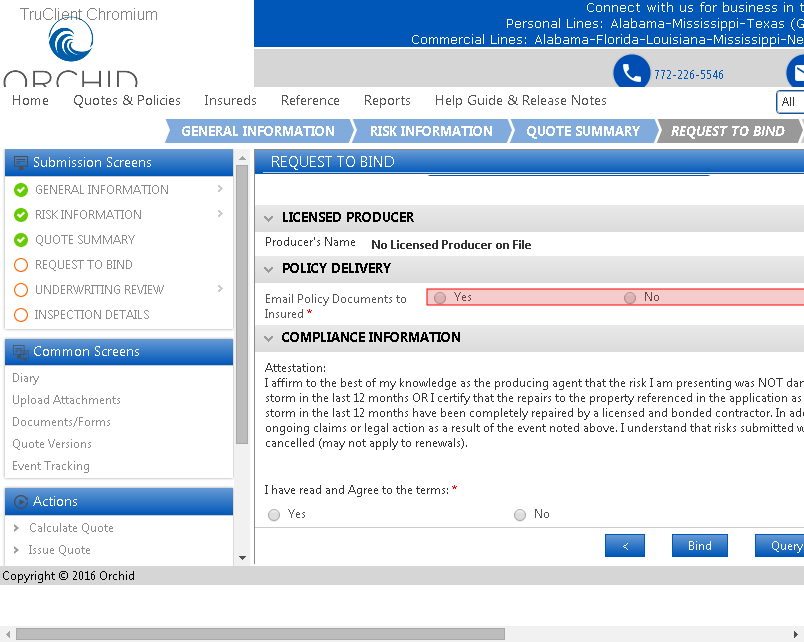 TruClient Chromium
ORCHID
Connect with us for business in
Personal Lines: Alabama-Mississippi-Texas (G
Commercial Lines: Alabama-Florida-Louisiana-Mississippi-Ne
772-226-5546
Home Quotes & Policies Insureds Reference Reports Help Guide & Release Notes All
GENERAL INFORMATION RISK INFORMATION QUOTE SUMMARY REQUEST TO BIND
Submission Screens
GENERAL INFORMATION
RISK INFORMATION
QUOTE SUMMARY
REQUEST TO BIND
UNDERWRITING REVIEW
INSPECTION DETAILS
Common Screens
Diary
Upload Attachments
Documents/Forms
Quote Versions
Event Tracking
Actions
Calculate Quote
Issue Quote
REQUEST TO BIND
LICENSED PRODUCER
Producer's Name No Licensed Producer on File
POLICY DELIVERY
Email Policy Documents to Yes No
Insured *
COMPLIANCE INFORMATION
Attestation:
I affirm to the best of my knowledge as the producing agent that the risk I am presenting was NOT dar
storm in the last 12 months OR I certify that the repairs to the property referenced in the application as
storm in the last 12 months have been completely repaired by a licensed and bonded contractor. In ad
ongoing claims or legal action as a result of the event noted above. I understand that risks submitted w
cancelled (may not apply to renewals).
I have read and Agree to the terms: *
Yes No
< Bind Query
Copyright © 2016 Orchid